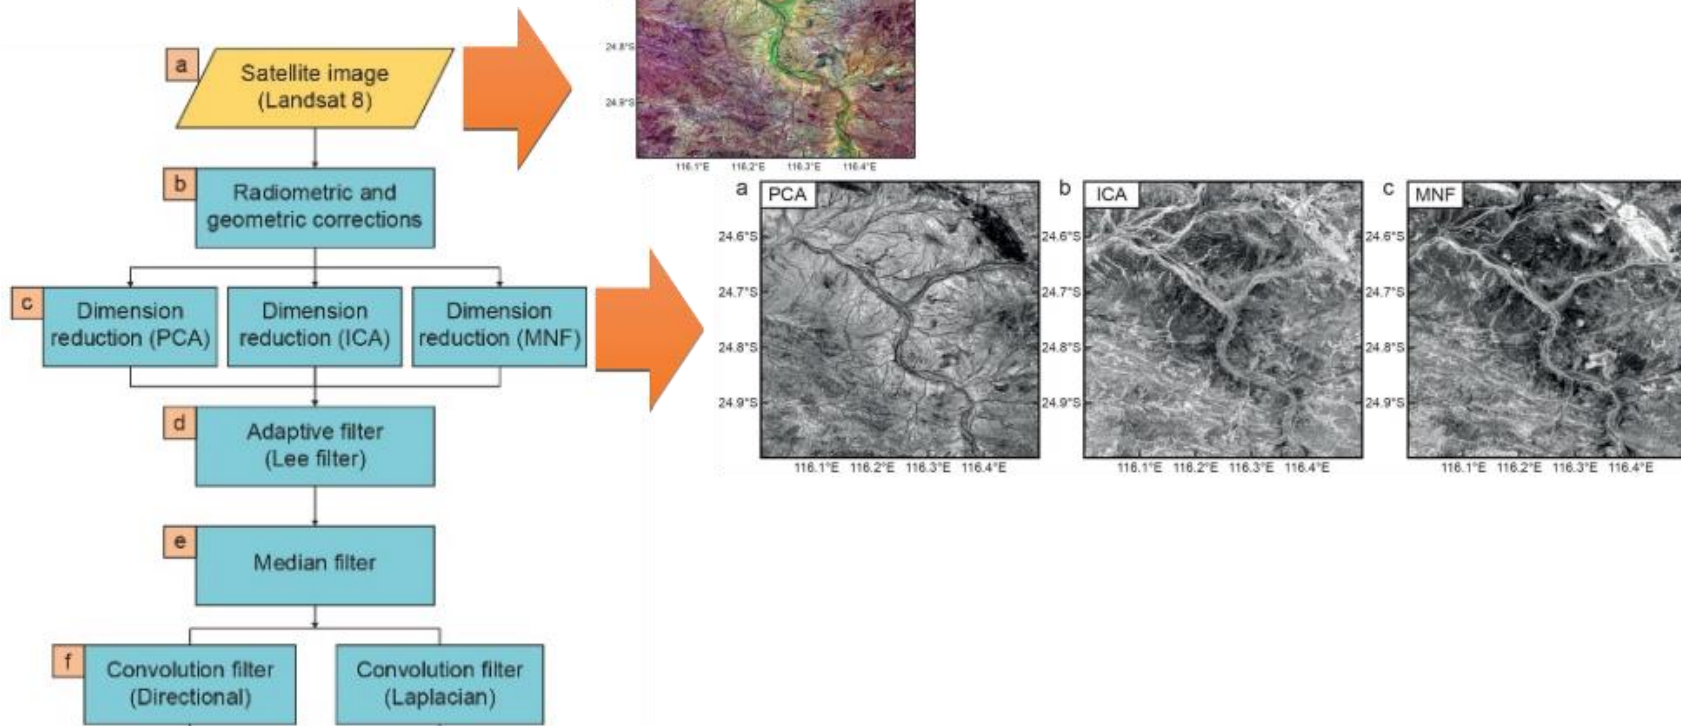 a
Satellite image
(Landsat 8)
b
Radiometric and
geometric corrections
c
Dimension
reduction (PCA)
Dimension
reduction (ICA)
Dimension
reduction (MNF)
d
Adaptive filter
(Lee filter)
e
Median filter
f
Convolution filter
(Directional)
Convolution filter
(Laplacian)
24.8°S
24.9°S
116.1°E 116.2°E 116.3°E 116.4°E
a PCA
24.6°S
24.7°S
24.8°S
24.9°S
116.1°E 116.2°E 116.3°E 116.4°E
b ICA
24.6°S
24.7°S
24.8°S
24.9°S
116.1°E 116.2°E 116.3°E 116.4°E
c MNF
24.6°S
24.7°S
24.8°S
24.9°S
116.1°E 116.2°E 116.3°E 116.4°E